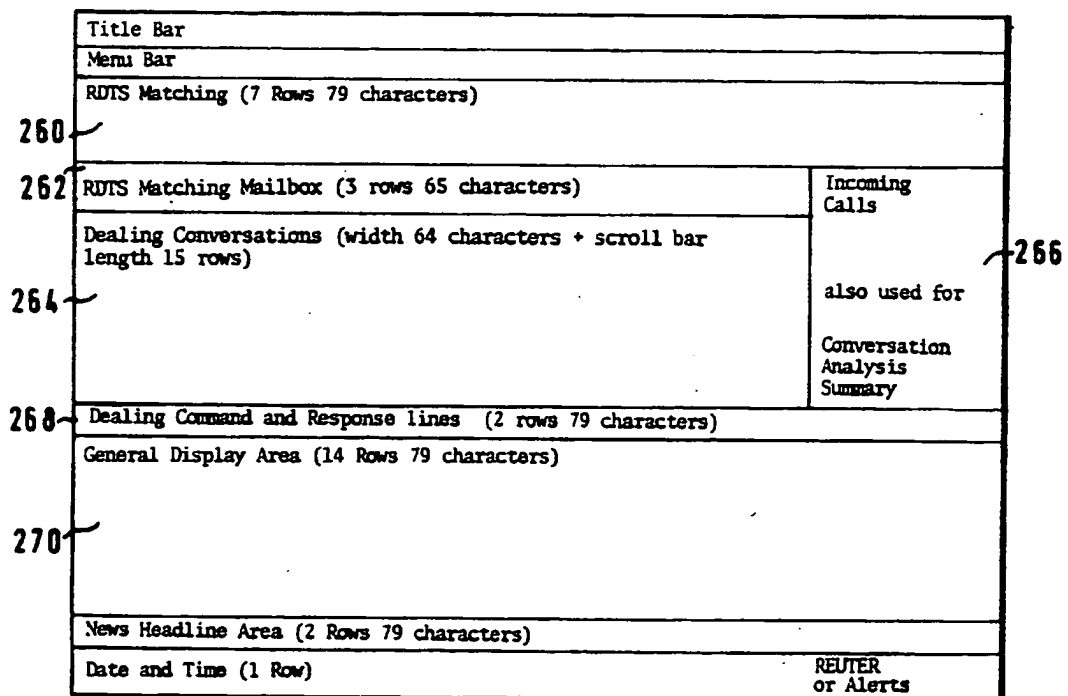 Title Bar
Menu Bar
RDTS Matching (7 Rows 79 characters)
260
262
RDTS Matching Mailbox (3 rows 65 characters)
Incoming
Calls
Dealing Conversations (width 64 characters + scroll bar
length 15 rows)
266
264
also used for
Conversation
Analysis
Summary
268
Dealing Command and Response lines (2 rows 79 characters)
General Display Area (14 Rows 79 characters)
270
News Headline Area (2 Rows 79 characters)
Date and Time (1 Row)
REUTER
or Alerts